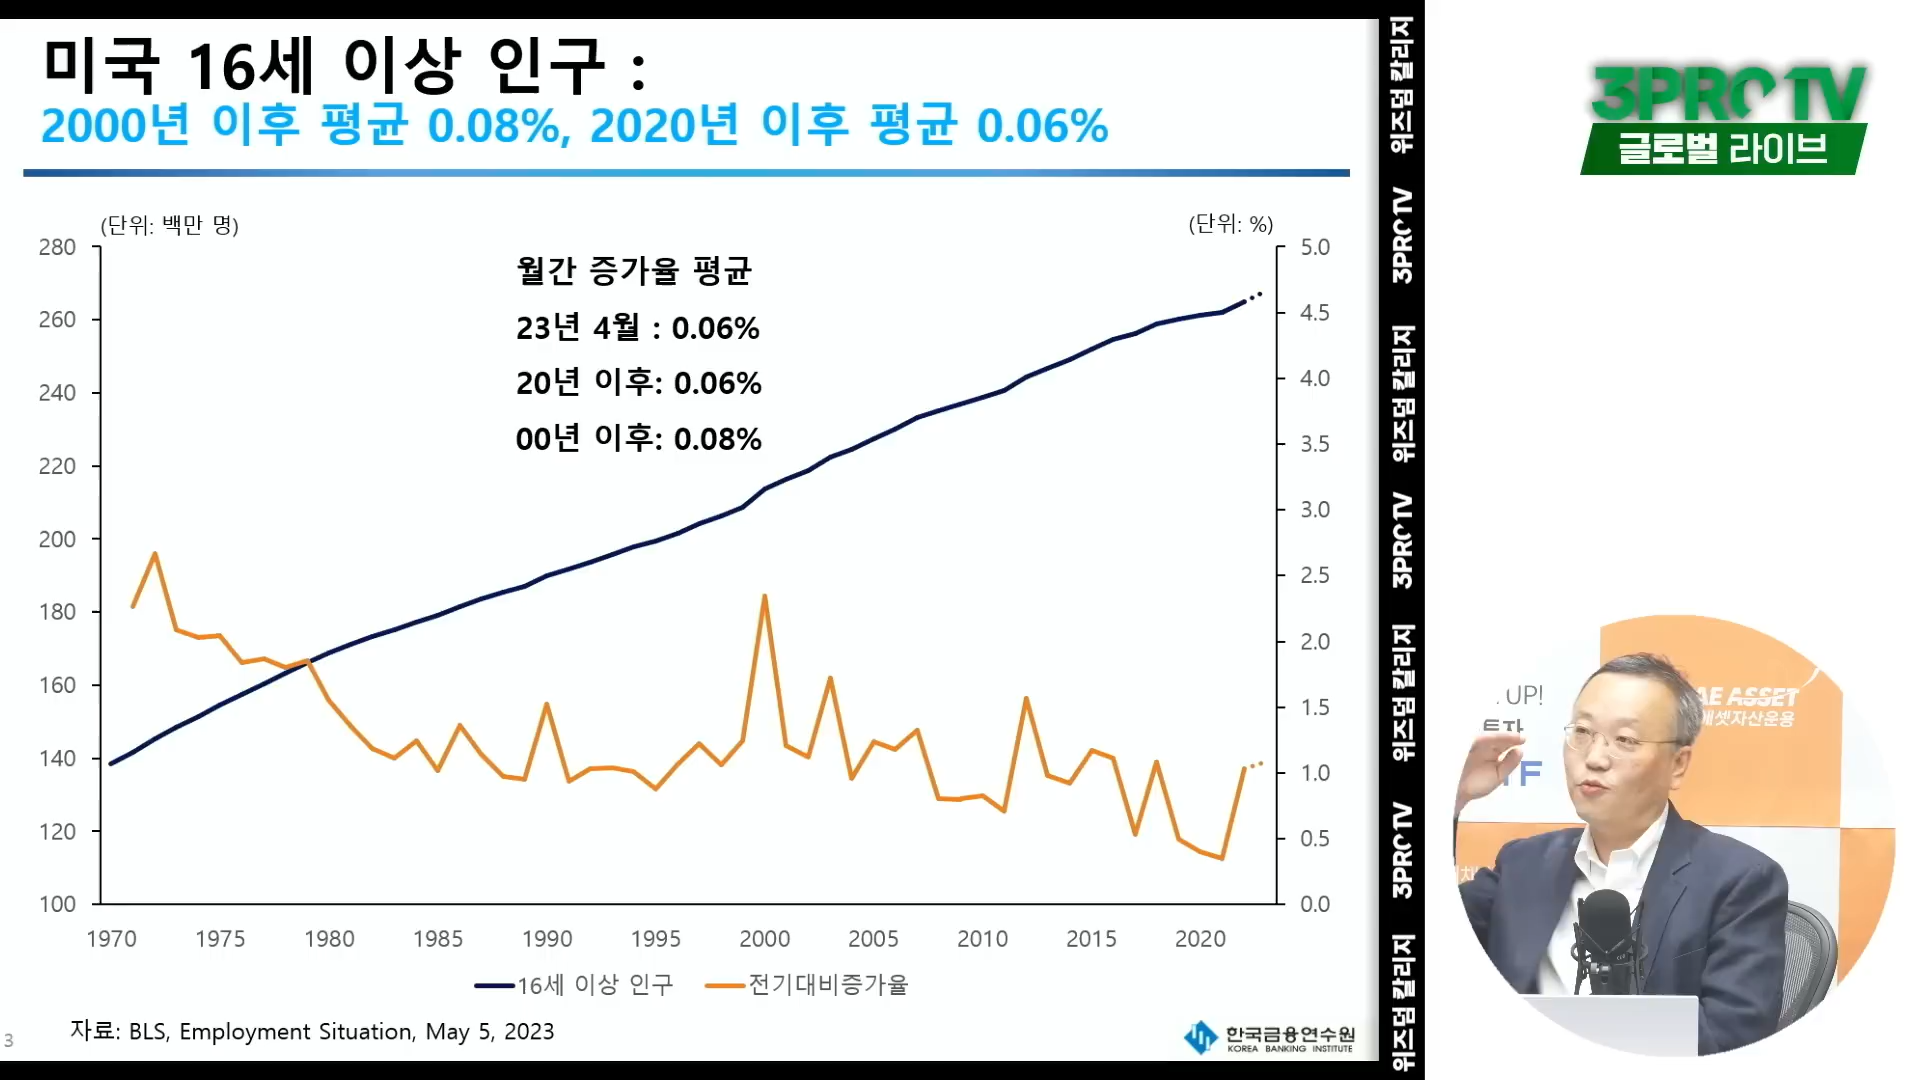 미국 16세 이상 인구 :
2000년 이후 평균 0.08%, 2020년 이후 평균 0.06%
(단위: 백만 명)
(단위: %)
월간 증가율 평균
23년 4월 : 0.06%
20년 이후: 0.06%
00년 이후: 0.08%
280
260
240
220
200
180
160
140
120
100
5.0
4.5
4.0
3.5
3.0
2.5
2.0
1.5
1.0
0.5
0.0
1970 1975 1980 1985 1990 1995 2000 2005 2010 2015 2020
16세 이상 인구 전기대비증가율
자료: BLS, Employment Situation, May 5, 2023
3
한국금융연수원
KOREA BANKING INSTITUTE
위즈덤 칼리지
3PROTV
위즈덤 칼리지
3PROTV
위즈덤 칼리지
3PROTV
위즈덤 칼리지
3PROTV
글로벌 라이브
UP!
AE ASSET
에셋자산운용